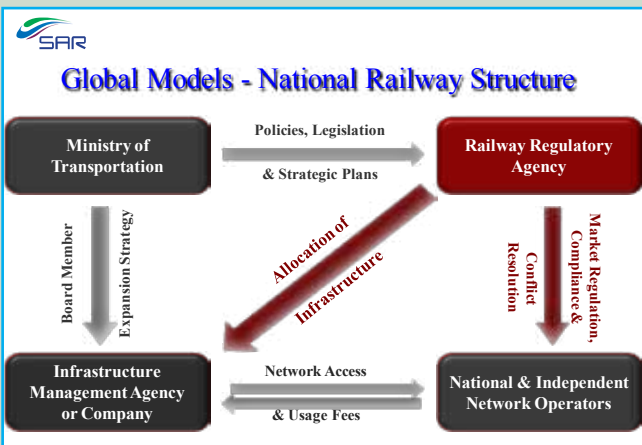 SAR
Global Models - National Railway Structure
Ministry of
Transportation
Policies, Legislation
& Strategic Plans
Railway Regulatory
Agency
Board Member
Expansion Strategy
Allocation of
Infrastructure
Market Regulation,
Compliance &
Conflict
Resolution
Infrastructure
Management Agency
or Company
Network Access
& Usage Fees
National & Independent
Network Operators